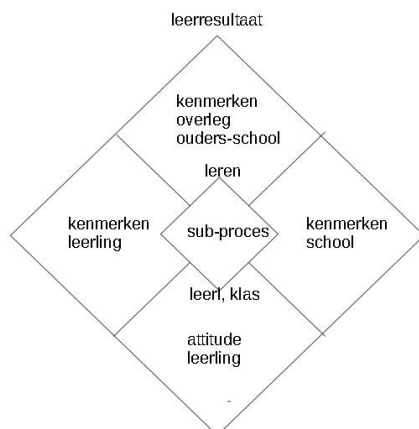 leerresultaat
kenmerken
overleg
ouders-school
leren
kenmerken
leerling
sub-proces
kenmerken
school
leerl, klas
attitude
leerling
-